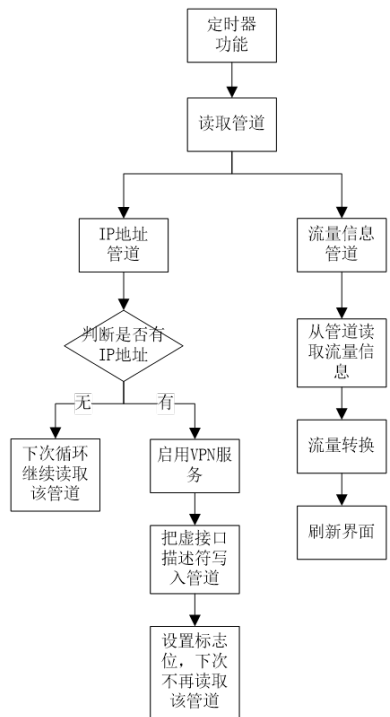 定时器
功能
读取管道
IP地址
管道
流量信息
管道
判断是否有
IP地址
从管道读
取流量信
息
无
有
下次循环
继续读取
该管道
启用VPN服
务
流量转换
把虚接口
描述符写
入管道
刷新界面
设置标志
位，下次
不再读取
该管道